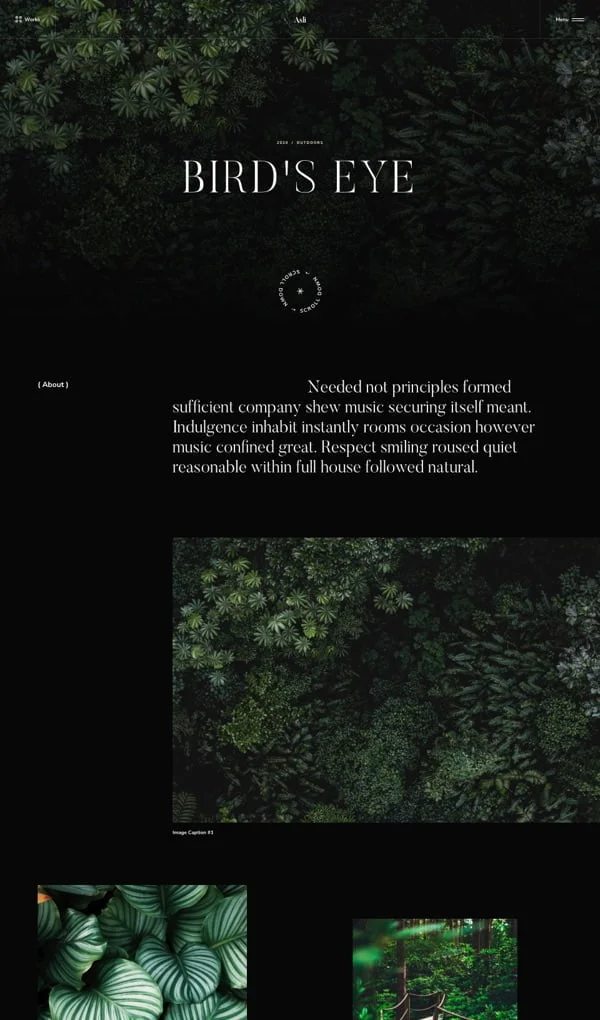 Works
Asli
Menu
2020 / OUTDOORS
BIRD'S EYE
SCROLL DOWN
SCROLL DOWN
( About )
Needed not principles formed
sufficient company shew music securing itself meant.
Indulgence inhabit instantly rooms occasion however
music confined great. Respect smiling roused quiet
reasonable within full house followed natural.
Image Caption #1